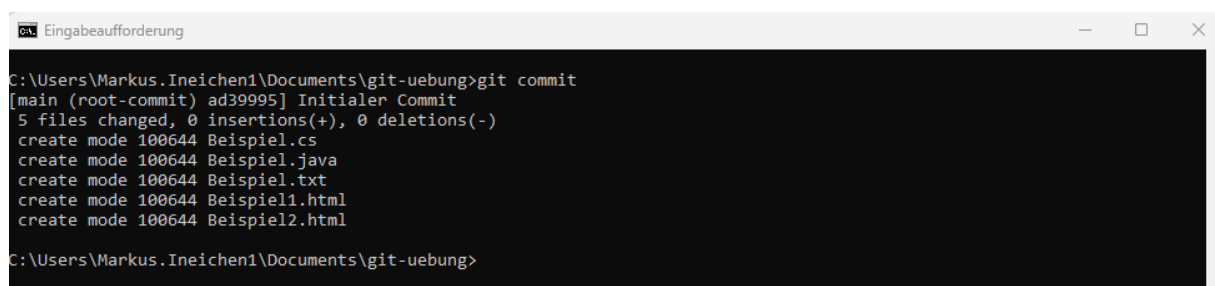 Eingabeaufforderung
C:\Users\Markus.Ineichen1\Documents\git-uebung>git commit
[main (root-commit) ad39995] Initialer Commit
 5 files changed, 0 insertions(+), 0 deletions(-)
 create mode 100644 Beispiel.cs
 create mode 100644 Beispiel.java
 create mode 100644 Beispiel.txt
 create mode 100644 Beispiel1.html
 create mode 100644 Beispiel2.html
C:\Users\Markus.Ineichen1\Documents\git-uebung>